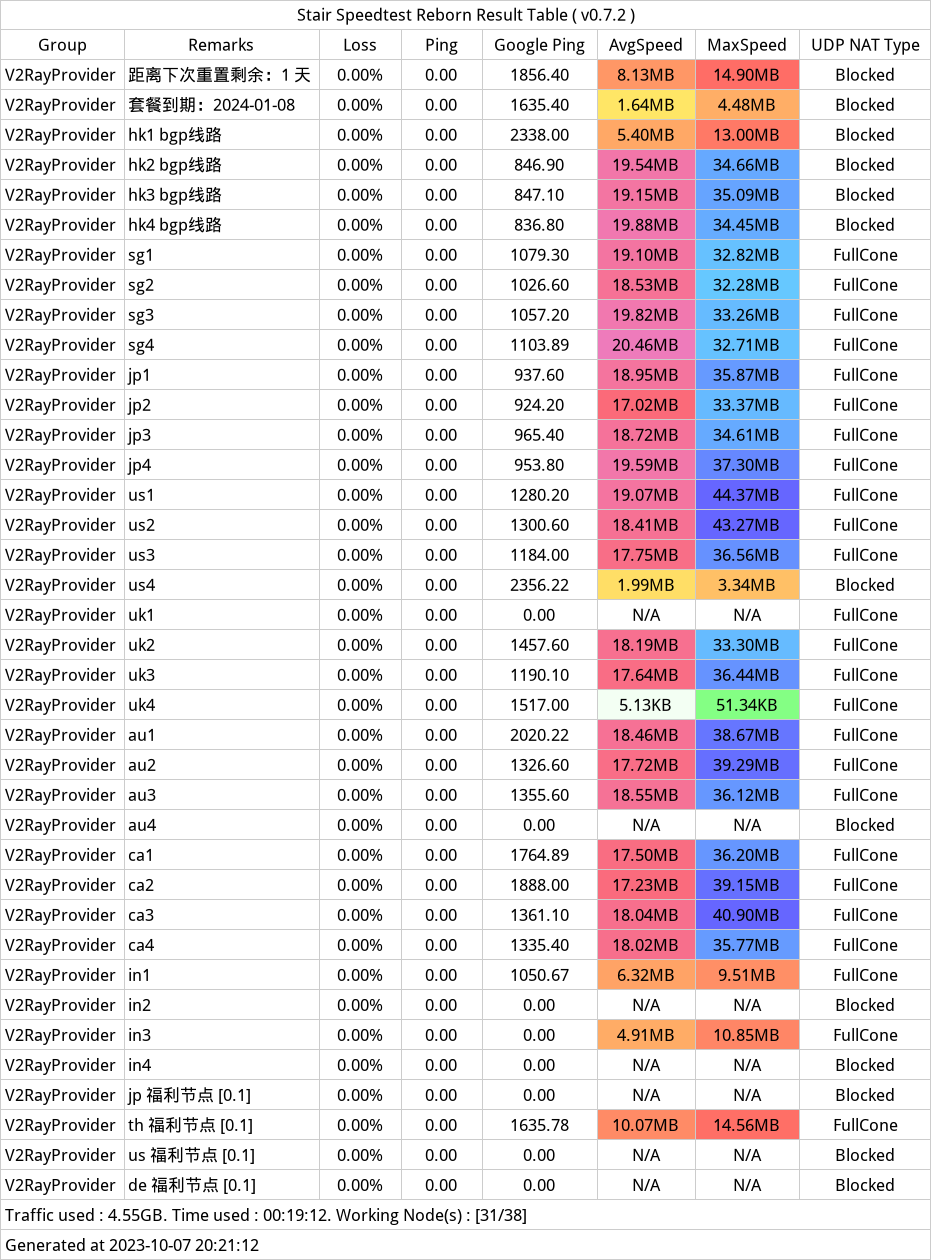 Stair Speedtest Reborn Result Table ( v0.7.2 )
Group Remarks Loss Ping Google Ping AvgSpeed MaxSpeed UDP NAT Type
V2RayProvider 距离下次重置剩余：1 天 0.00% 0.00 1856.40 8.13MB 14.90MB Blocked
V2RayProvider 套餐到期：2024-01-08 0.00% 0.00 1635.40 1.64MB 4.48MB Blocked
V2RayProvider hk1 bgp线路 0.00% 0.00 2338.00 5.40MB 13.00MB Blocked
V2RayProvider hk2 bgp线路 0.00% 0.00 846.90 19.54MB 34.66MB Blocked
V2RayProvider hk3 bgp线路 0.00% 0.00 847.10 19.15MB 35.09MB Blocked
V2RayProvider hk4 bgp线路 0.00% 0.00 836.80 19.88MB 34.45MB Blocked
V2RayProvider sg1 0.00% 0.00 1079.30 19.10MB 32.82MB FullCone
V2RayProvider sg2 0.00% 0.00 1026.60 18.53MB 32.28MB FullCone
V2RayProvider sg3 0.00% 0.00 1057.20 19.82MB 33.26MB FullCone
V2RayProvider sg4 0.00% 0.00 1103.89 20.46MB 32.71MB FullCone
V2RayProvider jp1 0.00% 0.00 937.60 18.95MB 35.87MB FullCone
V2RayProvider jp2 0.00% 0.00 924.20 17.02MB 33.37MB FullCone
V2RayProvider jp3 0.00% 0.00 965.40 18.72MB 34.61MB FullCone
V2RayProvider jp4 0.00% 0.00 953.80 19.59MB 37.30MB FullCone
V2RayProvider us1 0.00% 0.00 1280.20 19.07MB 44.37MB FullCone
V2RayProvider us2 0.00% 0.00 1300.60 18.41MB 43.27MB FullCone
V2RayProvider us3 0.00% 0.00 1184.00 17.75MB 36.56MB FullCone
V2RayProvider us4 0.00% 0.00 2356.22 1.99MB 3.34MB Blocked
V2RayProvider uk1 0.00% 0.00 0.00 N/A N/A FullCone
V2RayProvider uk2 0.00% 0.00 1457.60 18.19MB 33.30MB FullCone
V2RayProvider uk3 0.00% 0.00 1190.10 17.64MB 36.44MB FullCone
V2RayProvider uk4 0.00% 0.00 1517.00 5.13KB 51.34KB FullCone
V2RayProvider au1 0.00% 0.00 2020.22 18.46MB 38.67MB FullCone
V2RayProvider au2 0.00% 0.00 1326.60 17.72MB 39.29MB FullCone
V2RayProvider au3 0.00% 0.00 1355.60 18.55MB 36.12MB FullCone
V2RayProvider au4 0.00% 0.00 0.00 N/A N/A Blocked
V2RayProvider ca1 0.00% 0.00 1764.89 17.50MB 36.20MB FullCone
V2RayProvider ca2 0.00% 0.00 1888.00 17.23MB 39.15MB FullCone
V2RayProvider ca3 0.00% 0.00 1361.10 18.04MB 40.90MB FullCone
V2RayProvider ca4 0.00% 0.00 1335.40 18.02MB 35.77MB FullCone
V2RayProvider in1 0.00% 0.00 1050.67 6.32MB 9.51MB FullCone
V2RayProvider in2 0.00% 0.00 0.00 N/A N/A Blocked
V2RayProvider in3 0.00% 0.00 0.00 4.91MB 10.85MB FullCone
V2RayProvider in4 0.00% 0.00 0.00 N/A N/A Blocked
V2RayProvider jp 福利节点 [0.1] 0.00% 0.00 0.00 N/A N/A Blocked
V2RayProvider th 福利节点 [0.1] 0.00% 0.00 1635.78 10.07MB 14.56MB FullCone
V2RayProvider us 福利节点 [0.1] 0.00% 0.00 0.00 N/A N/A Blocked
V2RayProvider de 福利节点 [0.1] 0.00% 0.00 0.00 N/A N/A Blocked
Traffic used : 4.55GB. Time used : 00:19:12. Working Node(s) : [31/38]
Generated at 2023-10-07 20:21:12